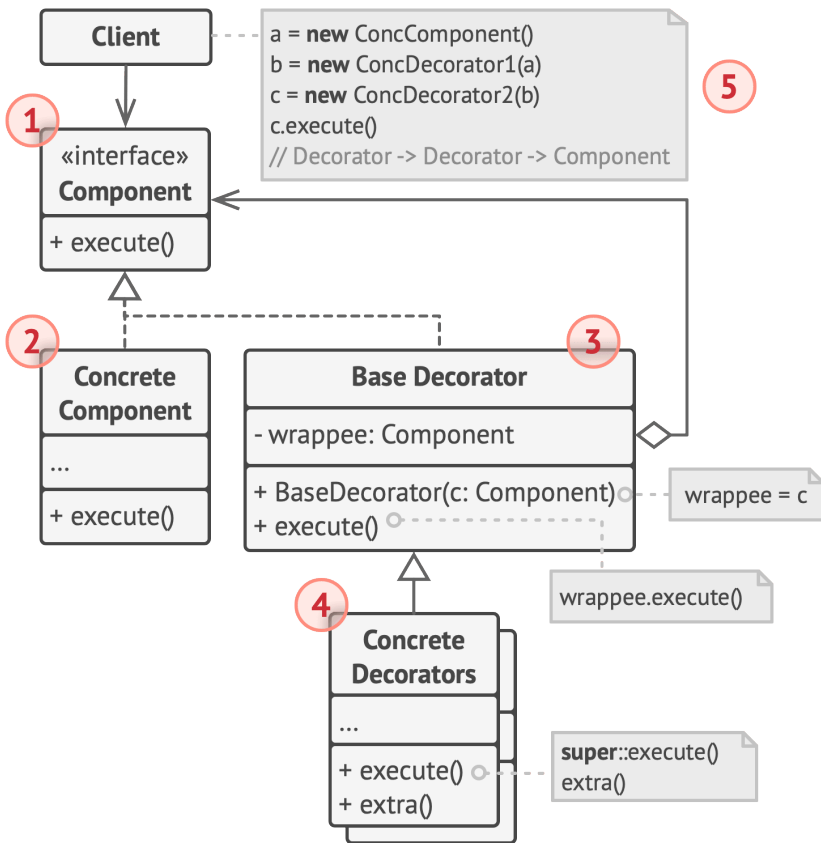 Client
a = new ConcComponent()
b = new ConcDecorator1(a)
c = new ConcDecorator2(b)
c.execute()
// Decorator -> Decorator -> Component
5
1
«interface»
Component
+ execute()
2
Concrete
Component
...
+ execute()
3
Base Decorator
- wrappee: Component
+ BaseDecorator(c: Component)
+ execute()
wrappee = c
wrappee.execute()
4
Concrete
Decorators
...
+ execute()
+ extra()
super::execute()
extra()